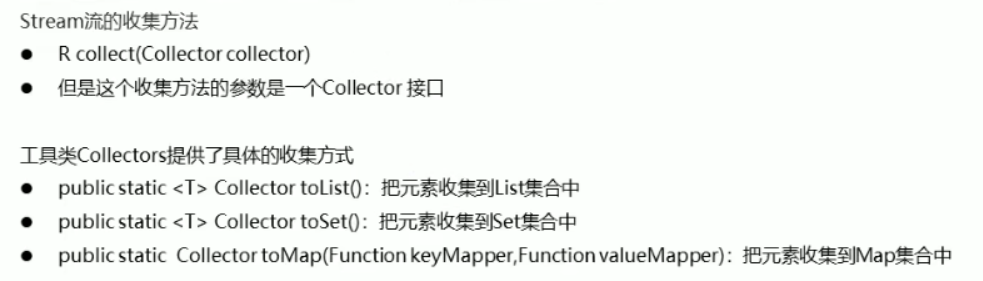 Stream流的收集方法
● R collect(Collector collector)
● 但是这个收集方法的参数是一个Collector 接口
工具类Collectors提供了具体的收集方式
● public static <T> Collector toList()：把元素收集到List集合中
● public static <T> Collector toSet()：把元素收集到Set集合中
● public static Collector toMap(Function keyMapper,Function valueMapper)：把元素收集到Map集合中